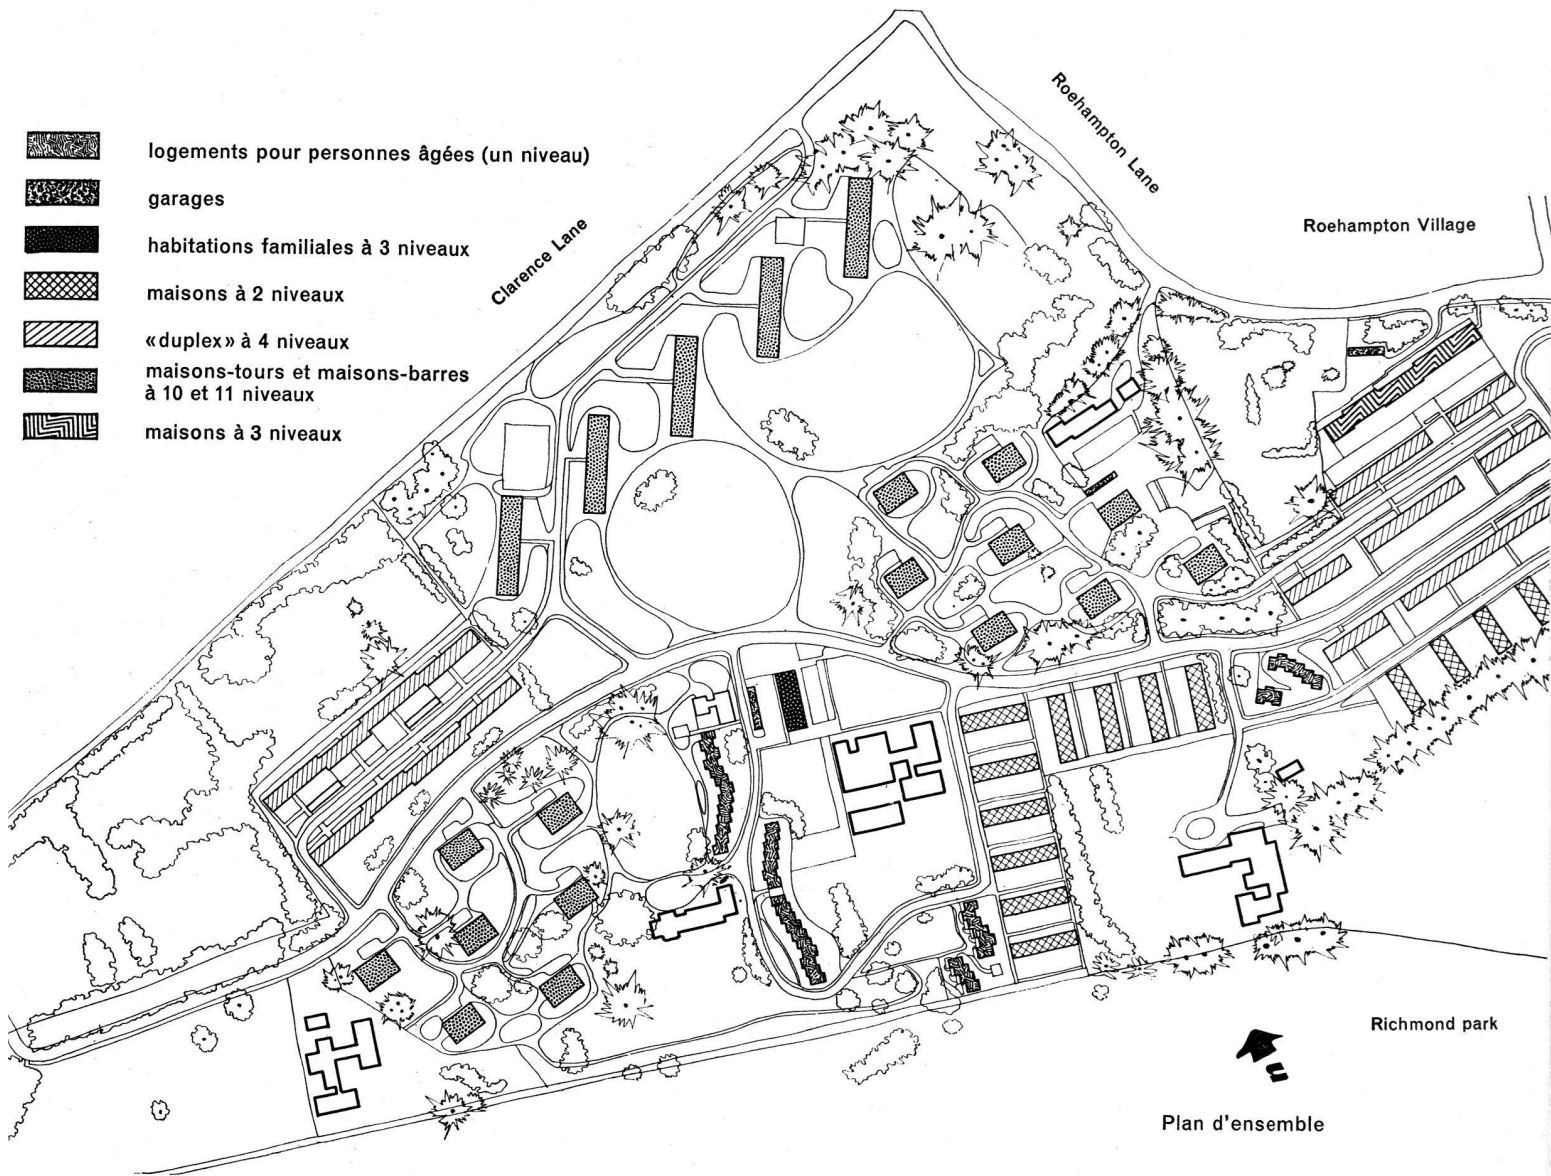 logements pour personnes âgées (un niveau)
garages
habitations familiales à 3 niveaux
maisons à 2 niveaux
«duplex» à 4 niveaux
maisons-tours et maisons-barres
à 10 et 11 niveaux
maisons à 3 niveaux
Clarence Lane
Roehampton Lane
Roehampton Village
Richmond park
n
Plan d'ensemble